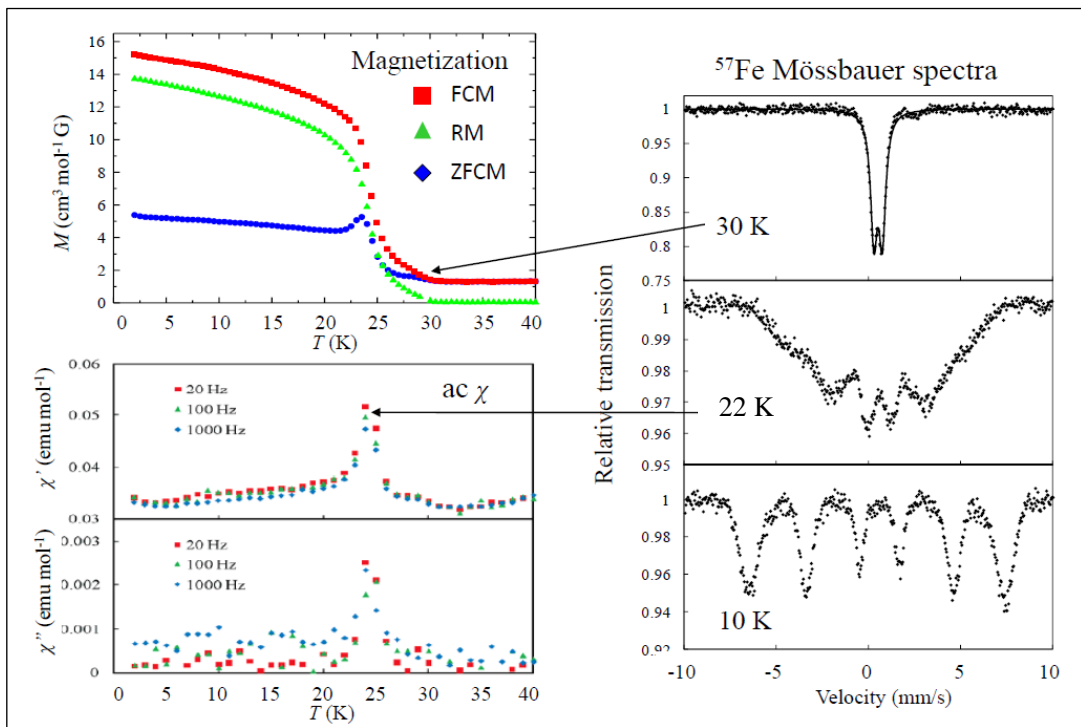 Magnetization
FCM
RM
ZFCM
M (cm³ mol⁻¹ G)
16
14
12
10
8
6
4
2
0
0 5 10 15 20 25 30 35 40
T (K)
ac χ
20 Hz
100 Hz
1000 Hz
χ' (emu mol⁻¹)
0.06
0.05
0.04
0.03
20 Hz
100 Hz
1000 Hz
χ" (emu mol⁻¹)
0.003
0.002
0.001
0
0 5 10 15 20 25 30 35 40
T (K)
⁵⁷Fe Mössbauer spectra
Relative transmission
1
0.95
0.9
0.85
0.8
0.75
30 K
0.75
1
0.99
0.98
0.97
0.96
0.95
22 K
1
0.98
0.96
0.94
10 K
-10 -5 0 5 10
Velocity (mm/s)